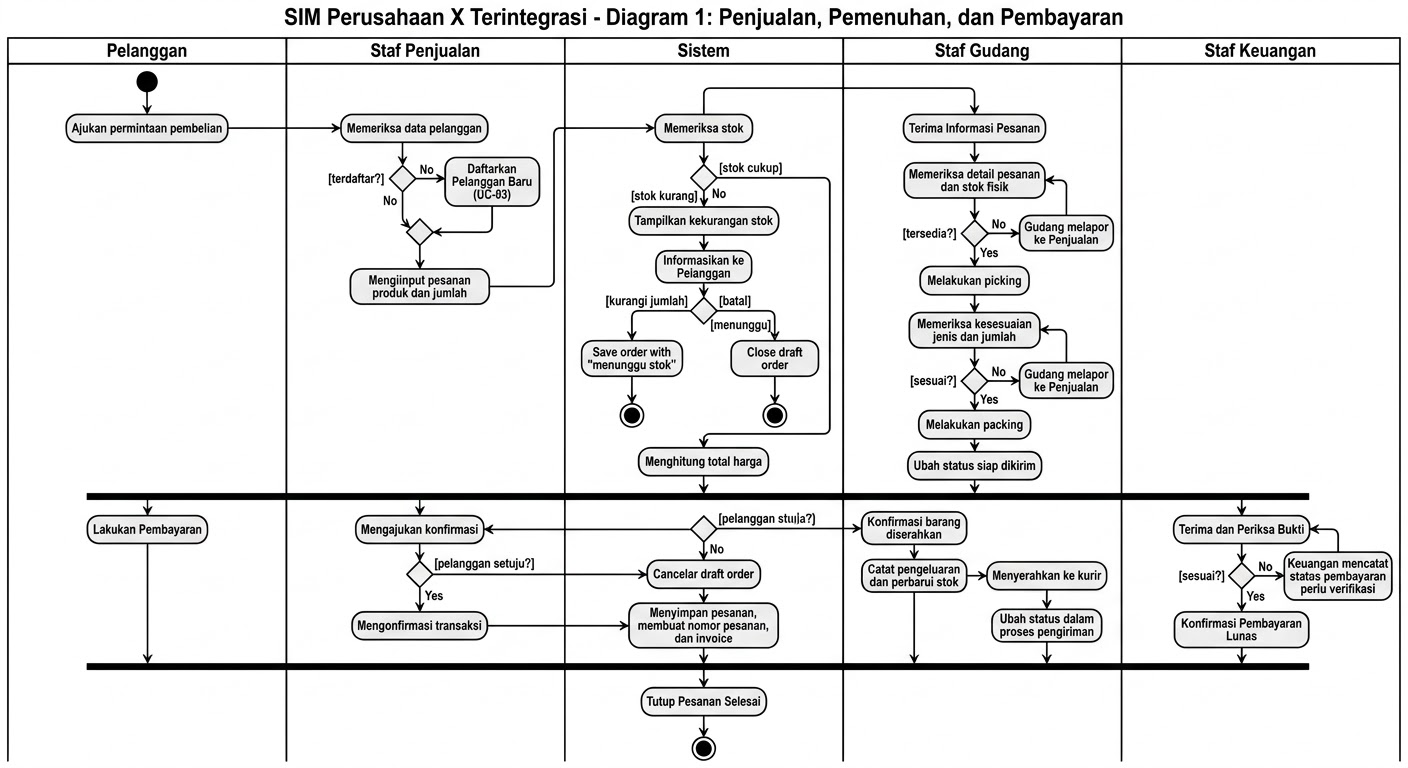 SIM Perusahaan X Terintegrasi - Diagram 1: Penjualan, Pemenuhan, dan Pembayaran
Pelanggan
Staf Penjualan
Sistem
Staf Gudang
Staf Keuangan
Ajukan permintaan pembelian
Memeriksa data pelanggan
[terdaftar?]
No
No
Daftarkan
Pelanggan Baru
(UC-03)
Mengiinput pesanan
produk dan jumlah
Memeriksa stok
[stok cukup]
[stok kurang]
No
Tampilkan kekurangan stok
Informasikan ke
Pelanggan
[kurangi jumlah]
[batal]
[menunggu]
Save order with
"menunggu stok"
Close draft
order
Menghitung total harga
Terima Informasi Pesanan
Memeriksa detail pesanan
dan stok fisik
[tersedia?]
No
Gudang melapor
ke Penjualan
Yes
Melakukan picking
Memeriksa kesesuaian
jenis dan jumlah
[sesuai?]
No
Gudang melapor
ke Penjualan
Yes
Melakukan packing
Ubah status siap dikirim
Lakukan Pembayaran
Mengajukan konfirmasi
[pelanggan setuju?]
Yes
Mengonfirmasi transaksi
[pelanggan
No
Cancelar draft order
Menyimpan pesanan,
membuat nomor pesanan,
dan invoice
Konfirmasi barang
diserahkan
Catat pengeluaran
dan perbarui stok
Menyerahkan ke kurir
Ubah status dalam
proses pengiriman
Terima dan Periksa Bukti
[sesuai?]
No
Keuangan mencatat
statas pembayaran
periu verifikasi
Yes
Konfirmasi Pembayaran
Lunas
Tutup Pesanan Selesai